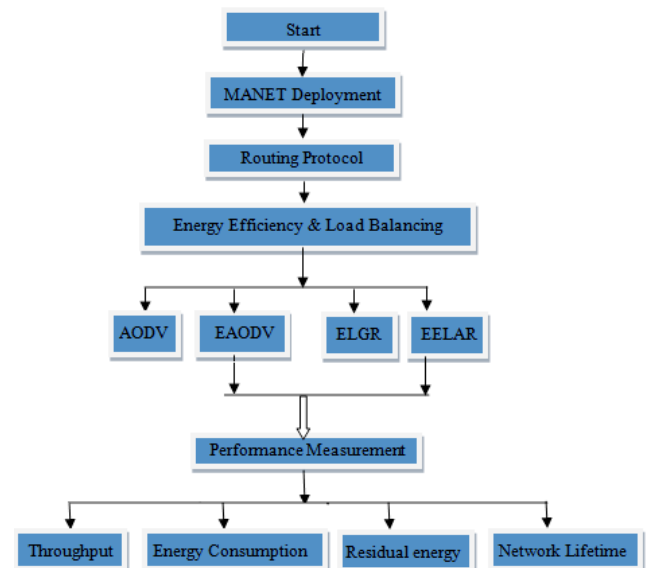 Start
MANET Deployment
Routing Protocol
Energy Efficiency & Load Balancing
AODV
EAODV
ELGR
EELAR
Performance Measurement
Throughput
Energy Consumption
Residual energy
Network Lifetime